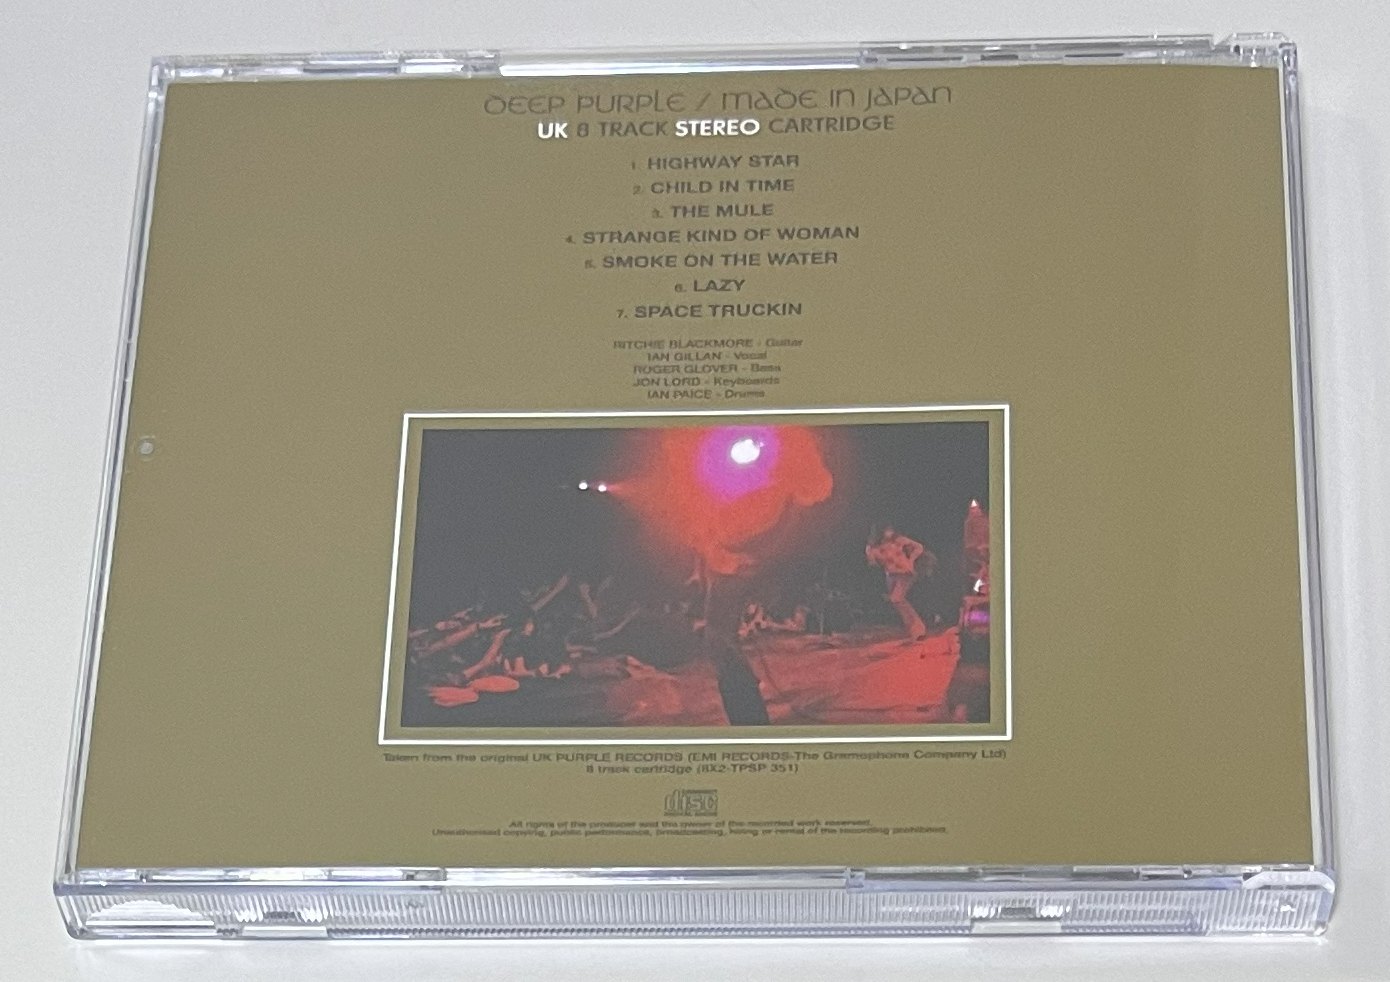 DEEP PURPLE / MADE IN JAPAN
UK 8 TRACK STEREO CARTRIDGE
1. HIGHWAY STAR
2. CHILD IN TIME
3. THE MULE
4. STRANGE KIND OF WOMAN
5. SMOKE ON THE WATER
6. LAZY
7. SPACE TRUCKIN
RITCHIE BLACKMORE - Guitar
IAN GILLAN - Vocal
ROGER GLOVER - Bass
JON LORD - Keyboards
IAN PAICE - Drums
Taken from the original UK PURPLE RECORDS (EMI RECORDS-The Gramophone Company Ltd)
8 track cartridge (8X2-TPSP 351)
disc
DIGITAL AUDIO
All rights of the producer and the owner of the recorded work reserved.
Unauthorised copying, public performance, broadcasting, hiring or rental of the recording prohibited.